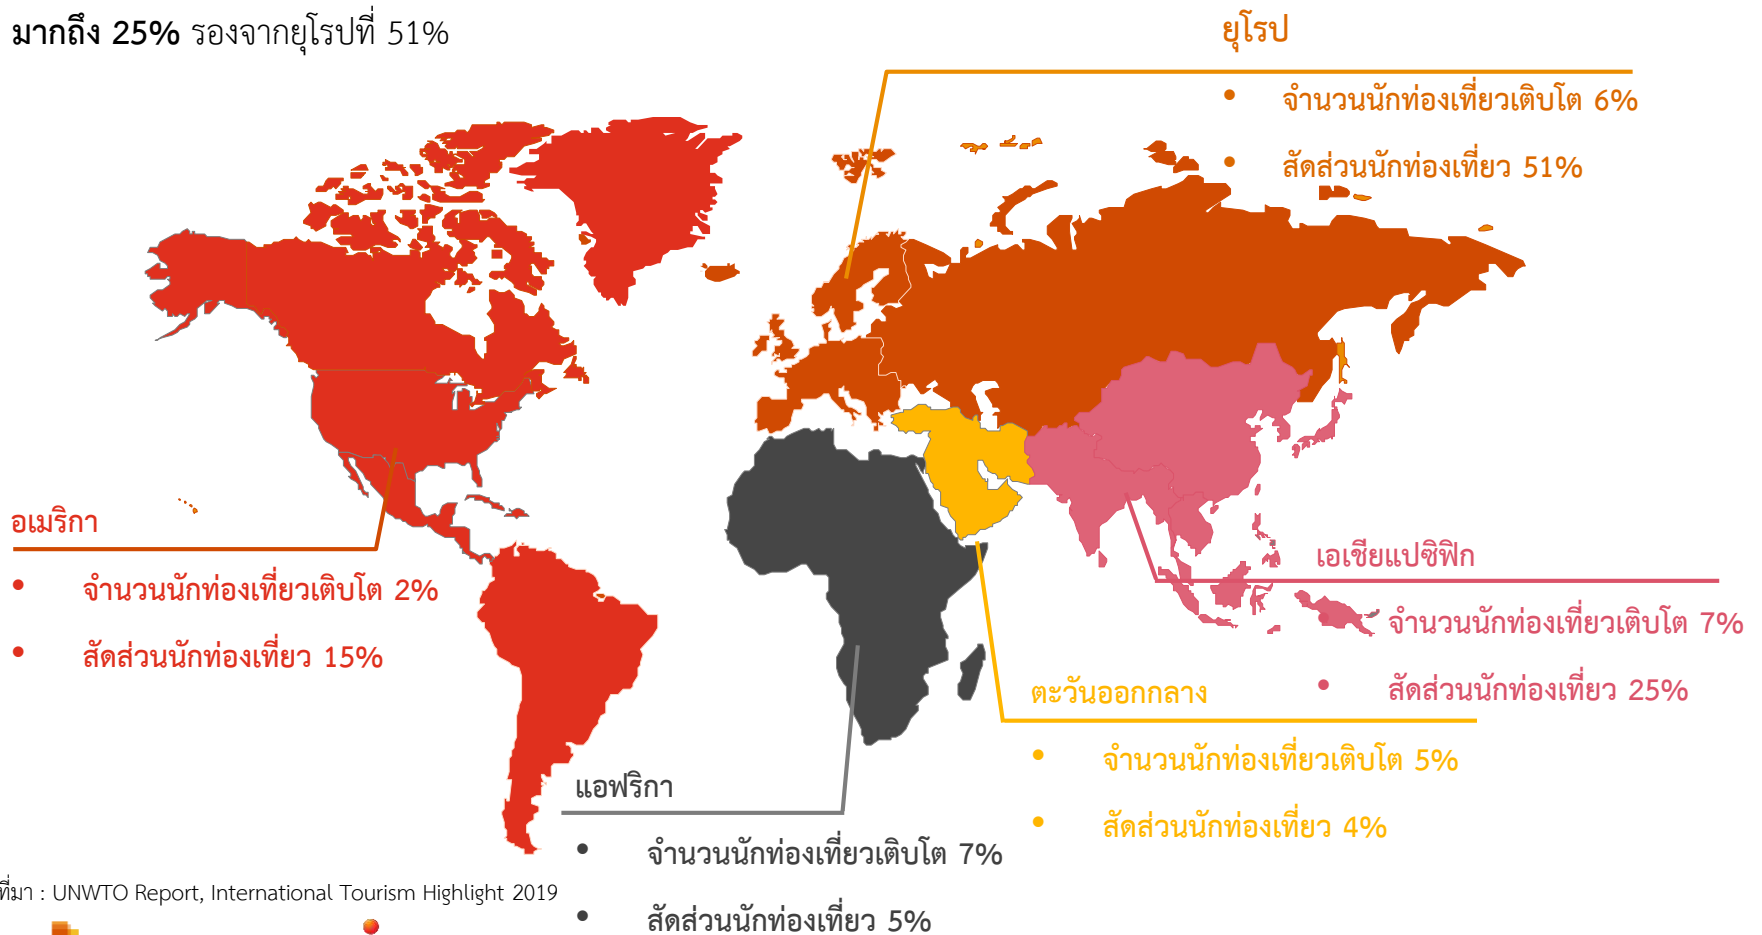 มากถึง 25% รองจากยุโรปที่ 51%
ยุโรป
• จำนวนนักท่องเที่ยวเติบโต 6%
• สัดส่วนนักท่องเที่ยว 51%
อเมริกา
• จำนวนนักท่องเที่ยวเติบโต 2%
• สัดส่วนนักท่องเที่ยว 15%
เอเชียแปซิฟิก
• จำนวนนักท่องเที่ยวเติบโต 7%
• สัดส่วนนักท่องเที่ยว 25%
ตะวันออกกลาง
• จำนวนนักท่องเที่ยวเติบโต 5%
• สัดส่วนนักท่องเที่ยว 4%
แอฟริกา
• จำนวนนักท่องเที่ยวเติบโต 7%
• สัดส่วนนักท่องเที่ยว 5%
ที่มา : UNWTO Report, International Tourism Highlight 2019